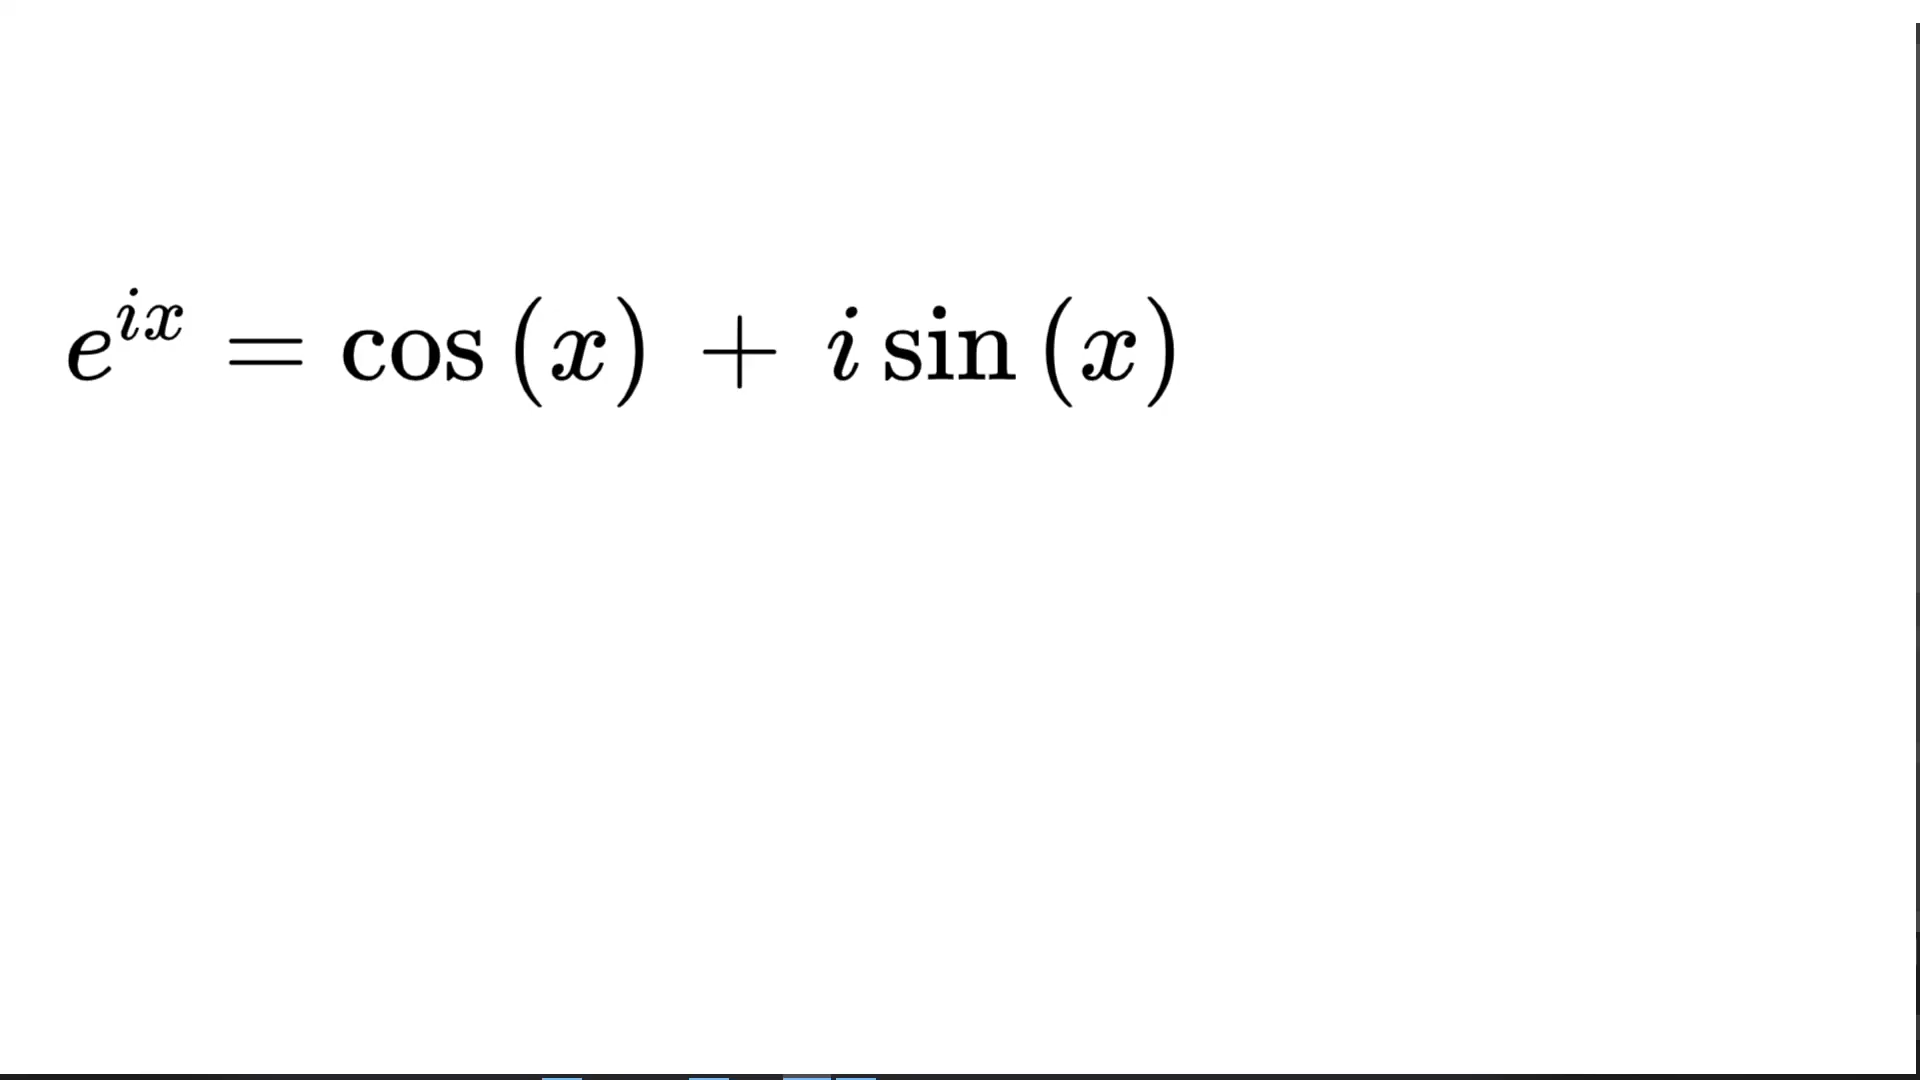 e^{ix} = cos (x) + i sin (x)